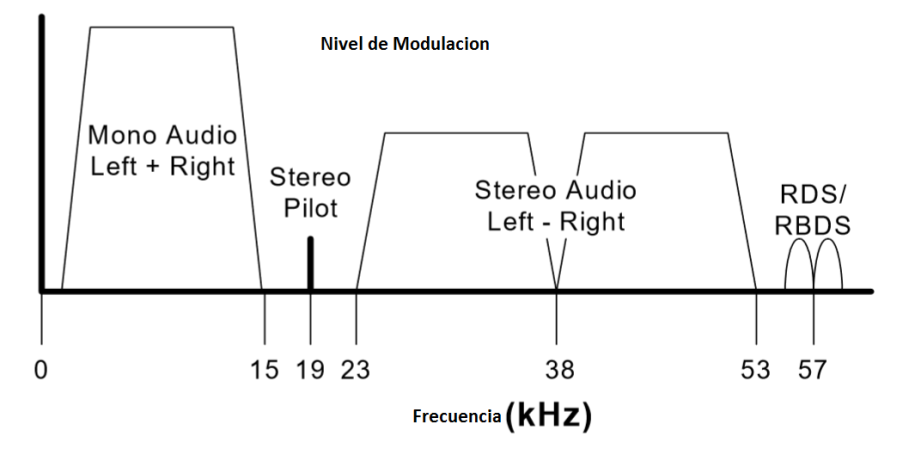 Nivel de Modulacion
Mono Audio
Left + Right
Stereo
Pilot
Stereo Audio
Left - Right
RDS/
RBDS
0 15 19 23 38 53 57
Frecuencia (kHz)